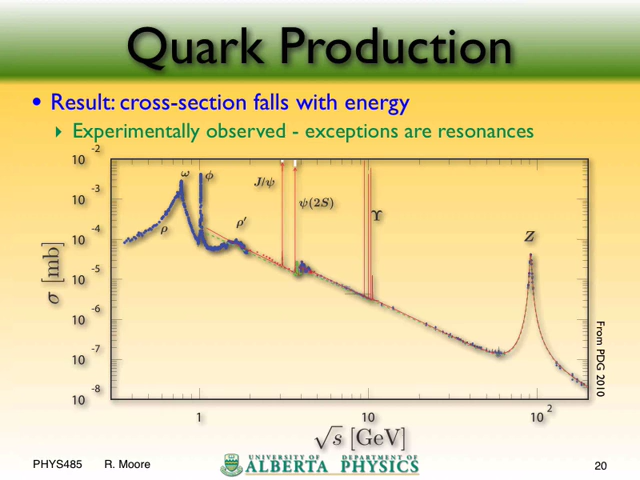 Quark Production
• Result: cross-section falls with energy
‣ Experimentally observed - exceptions are resonances
10 -2
10 -3
10 -4
10 -5
10 -6
10 -7
10 -8
σ [mb]
ρ
ω
ϕ
ρ′
J/ψ
ψ(2S)
Υ
Z
1
10
10 2
√s [GeV]
From PDG 2010
PHYS485 R. Moore
UNIVERSITY OF DEPARTMENT OF
ALBERTA PHYSICS
20